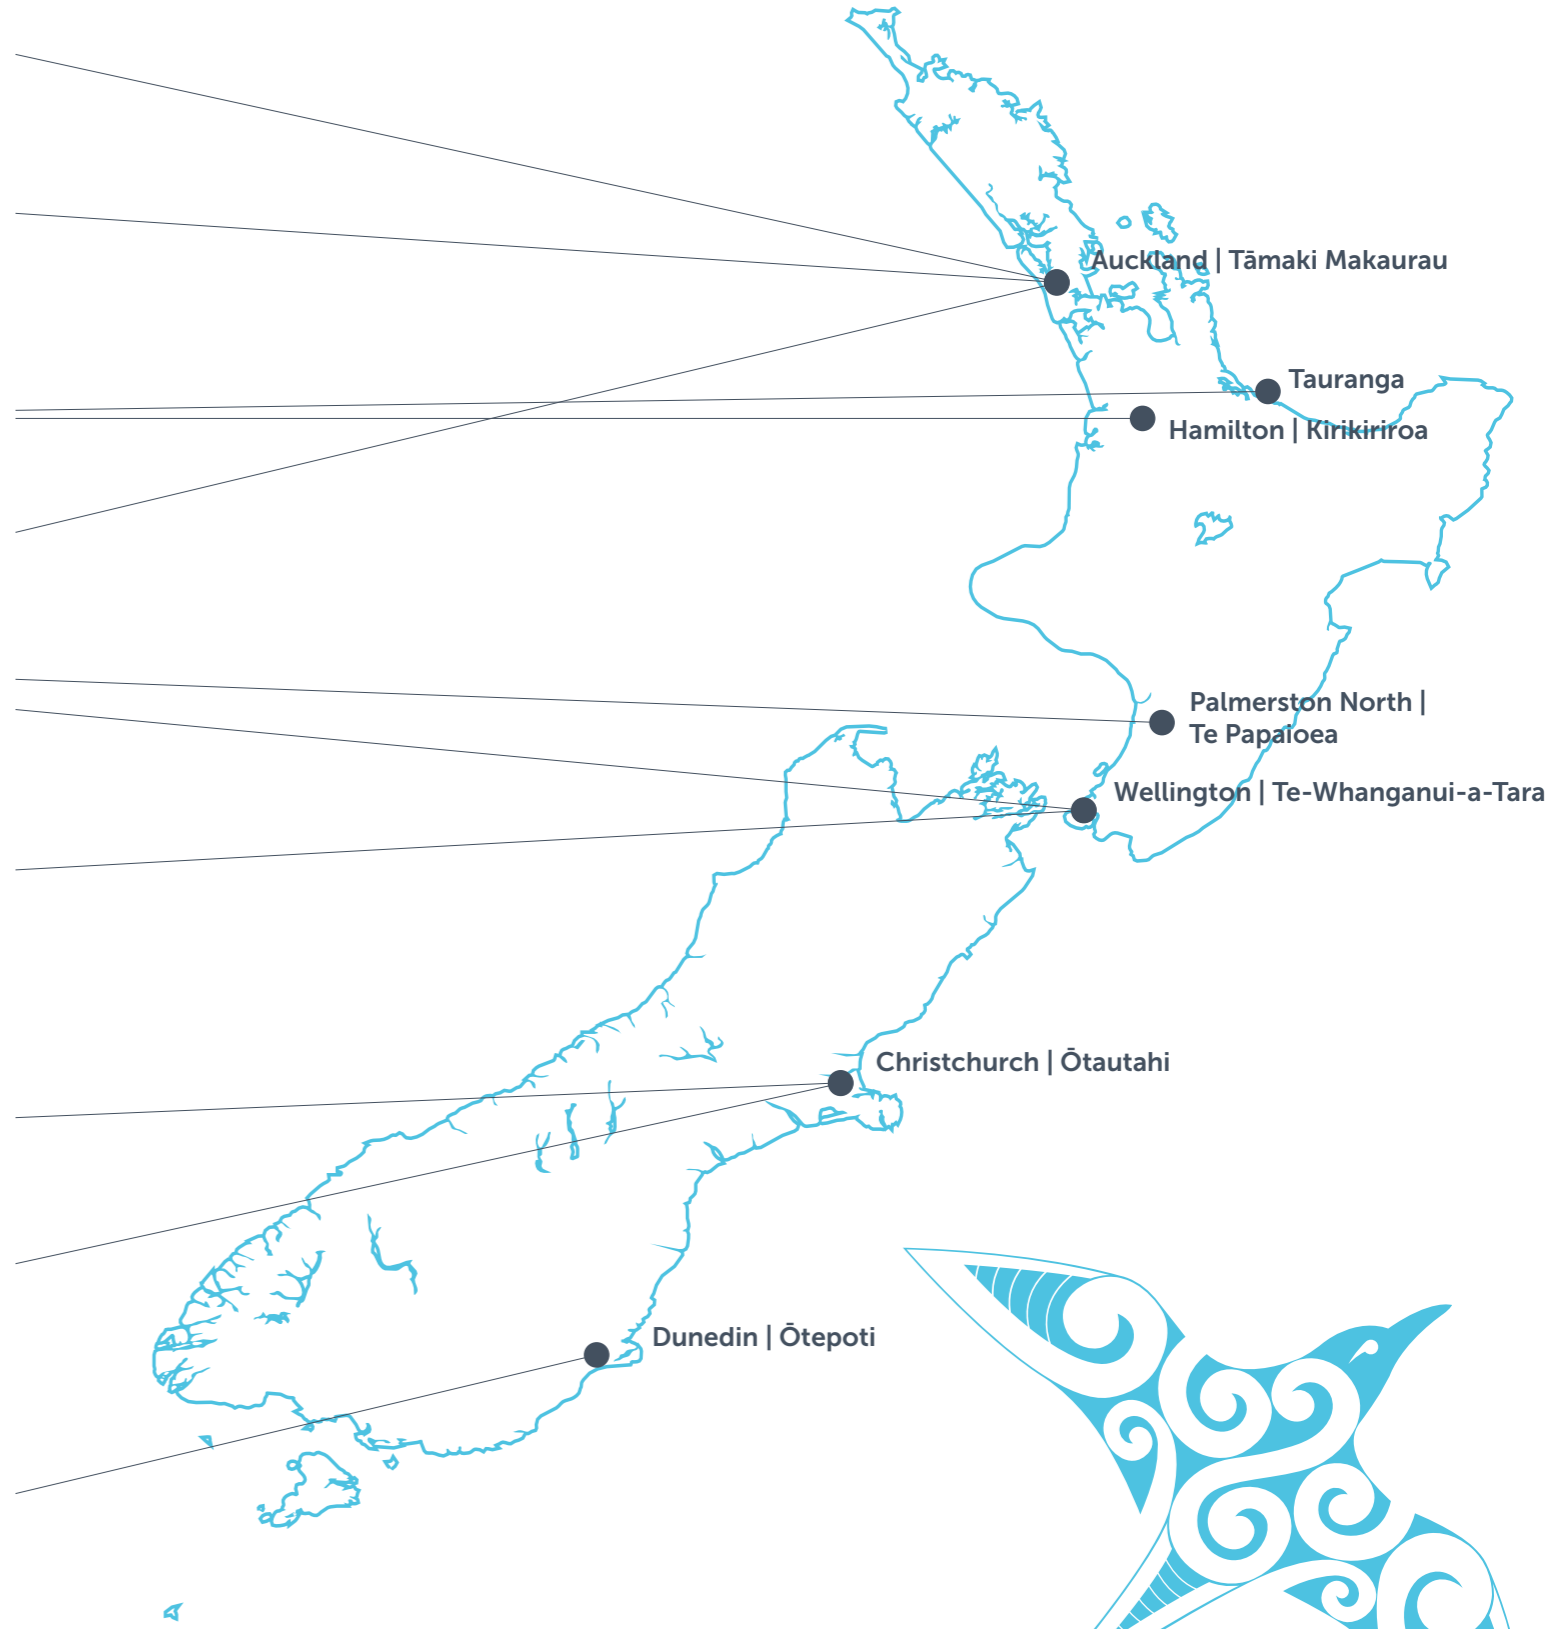 Auckland | Tāmaki Makaurau
Tauranga
Hamilton | Kirikiriroa
Palmerston North |
Te Papaioea
Wellington | Te-Whanganui-a-Tara
Christchurch | Ōtautahi
Dunedin | Ōtepoti